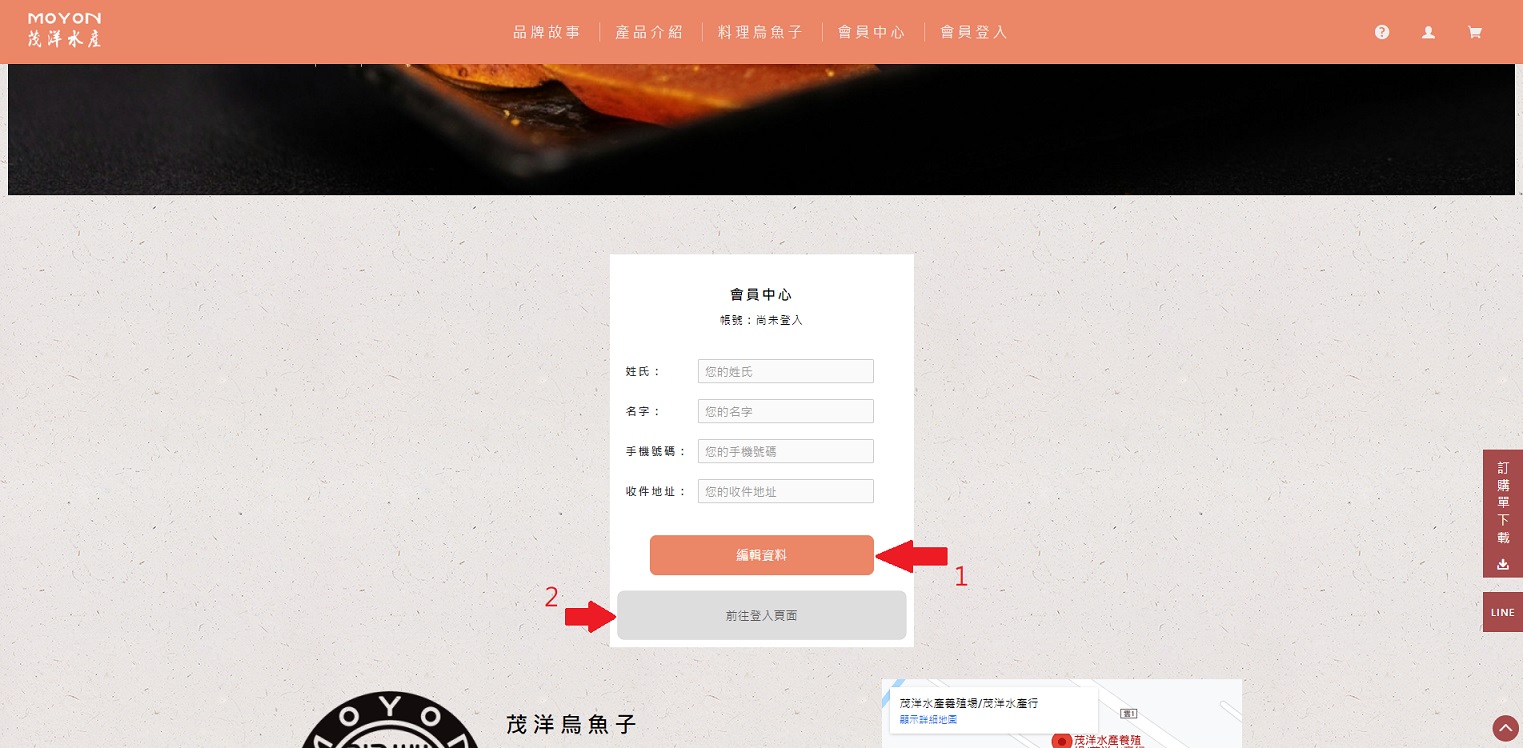 MOYON
茂洋水產
品牌故事
產品介紹
料理烏魚子
會員中心
會員登入
會員中心
帳號：尚未登入
姓氏：
您的姓氏
名字：
您的名字
手機號碼：
您的手機號碼
收件地址：
您的收件地址
編輯資料
1
2
前往登入頁面
訂購單下載
LINE
OYO
茂洋烏魚子
茂洋水產養殖場/茂洋水產行
顯示詳細地圖
茂洋水產養殖